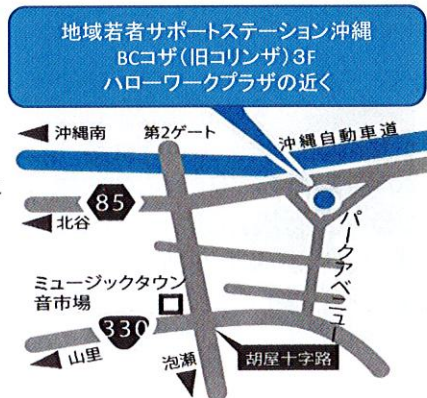 地域若者サポートステーション沖縄
BCコザ(旧コリンザ)3F
ハローワークプラザの近く
沖縄南
第2ゲート
沖縄自動車道
85
北谷
パークアベニュー
ミュージックタウン
音市場
330
山里
泡瀬
胡屋十字路